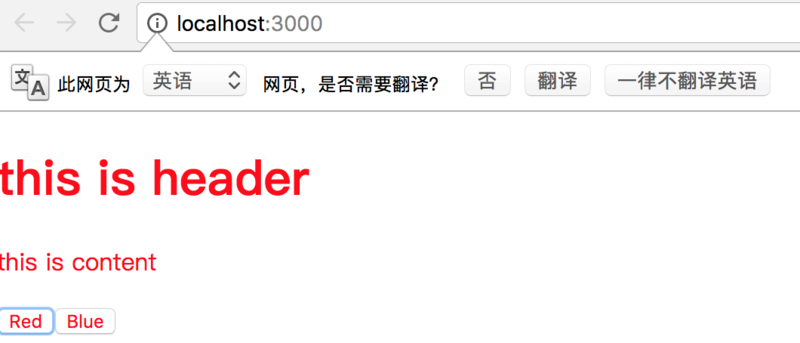 localhost:3000
文A 此网页为 英语 网页，是否需要翻译? 否 翻译 一律不翻译英语
this is header
this is content
Red Blue